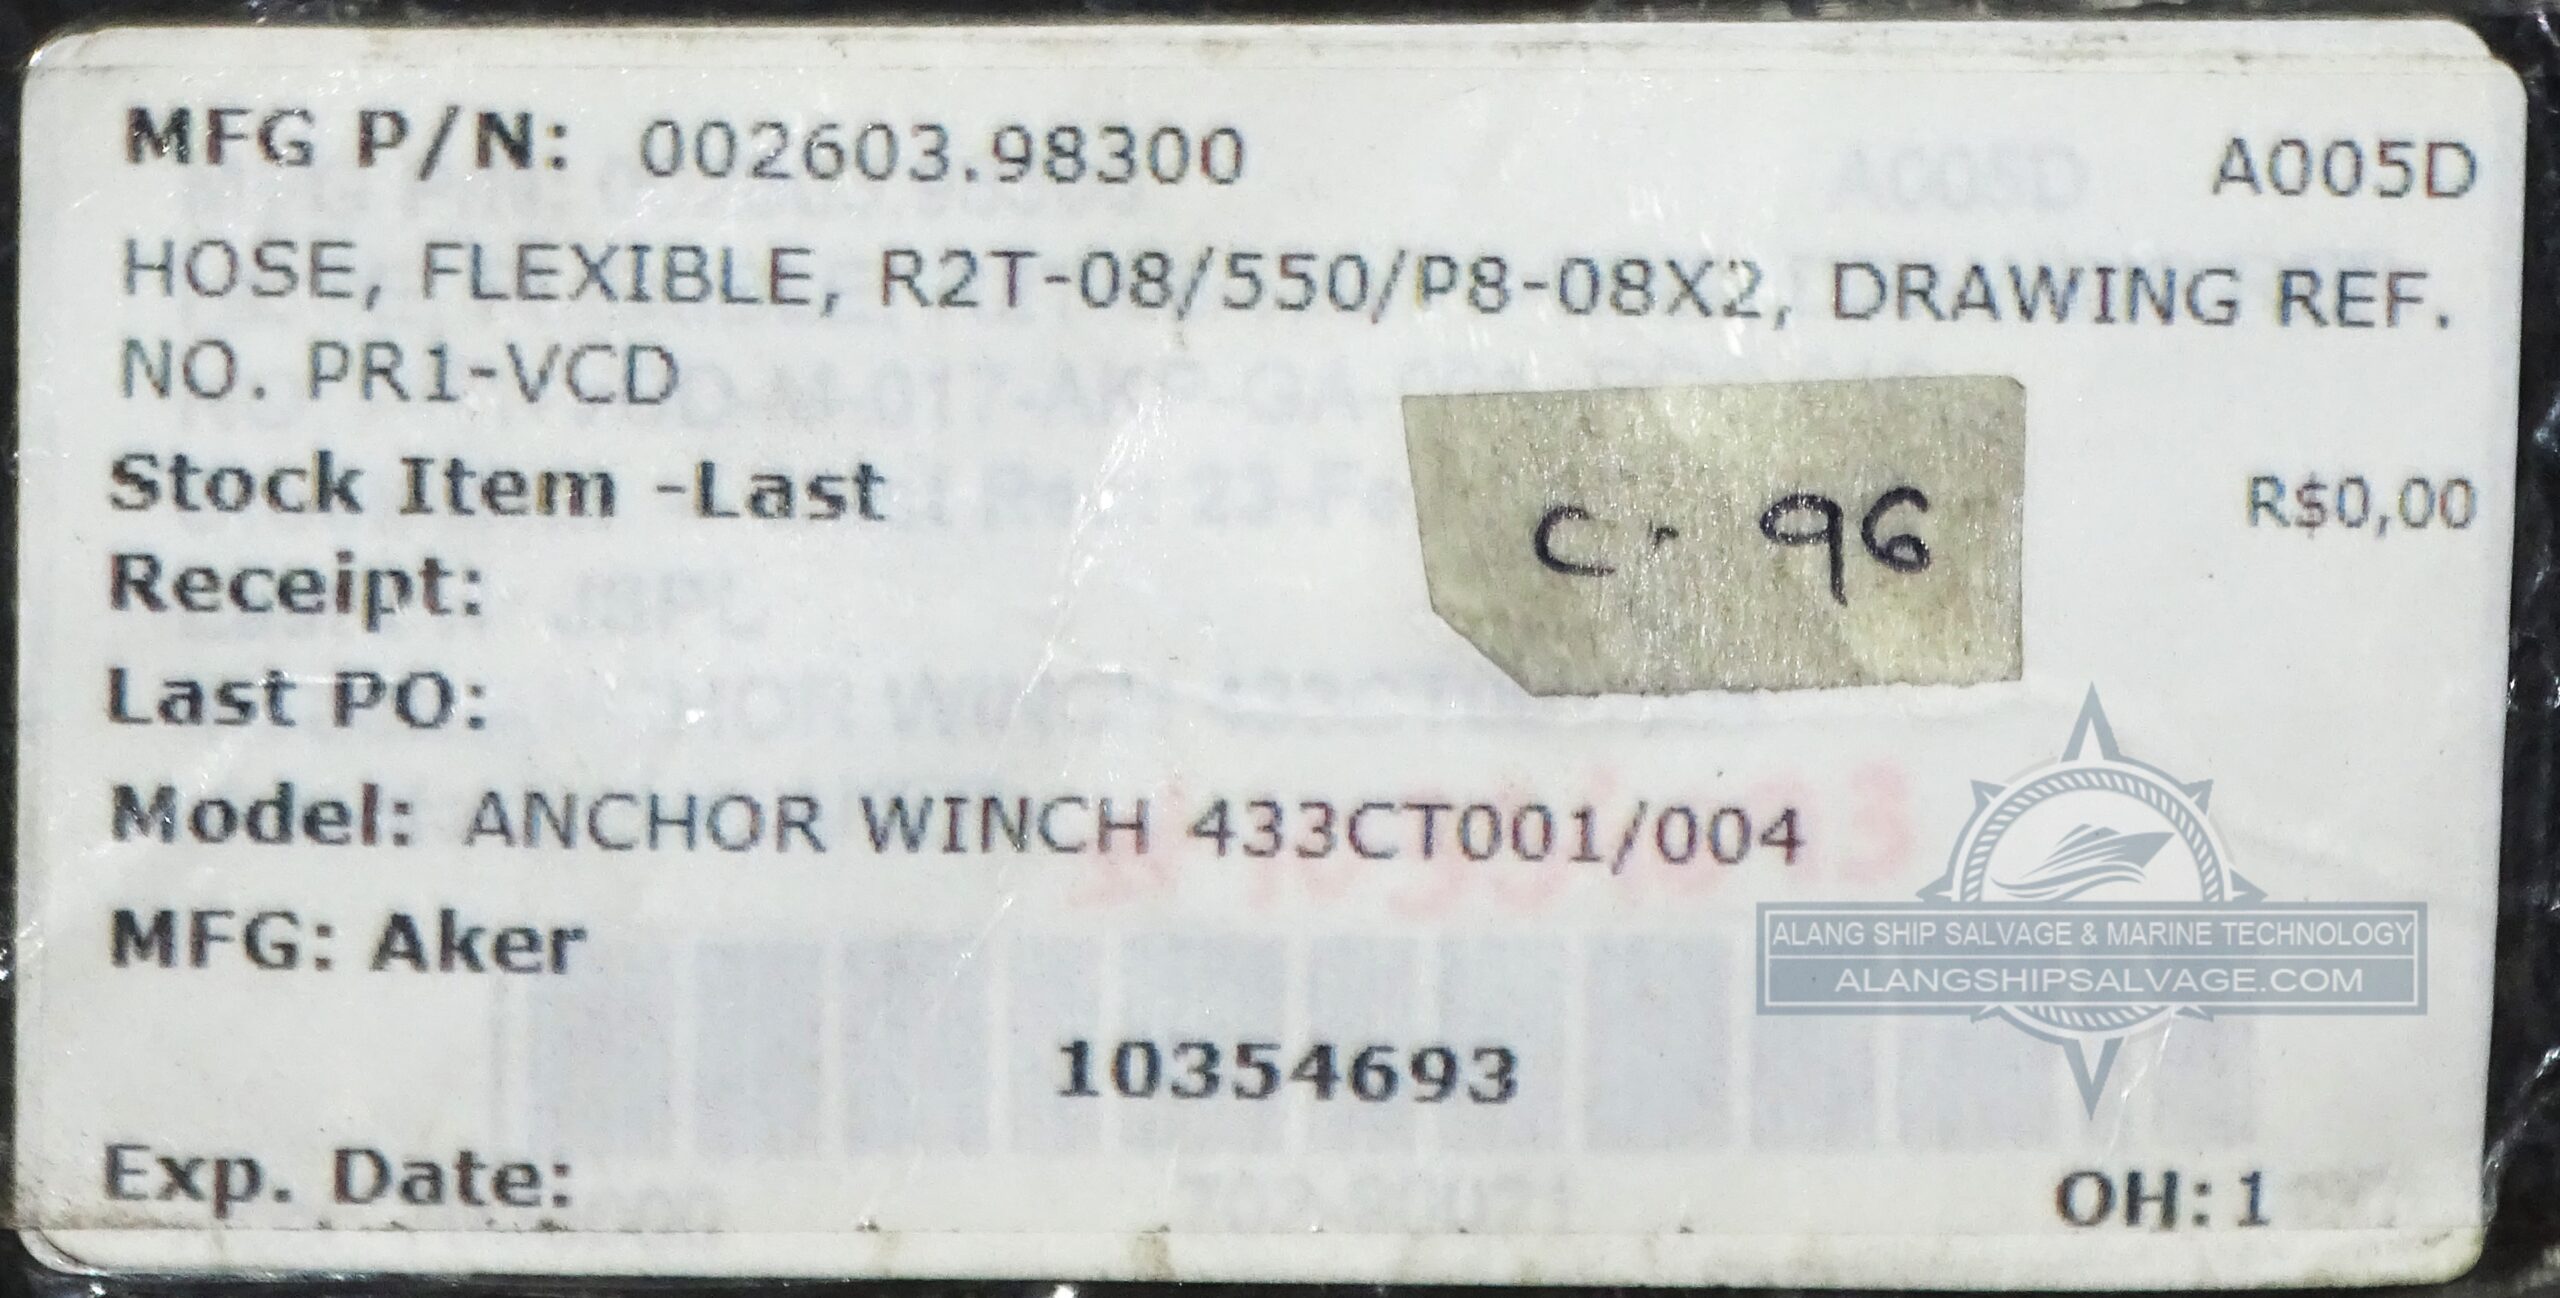 MFG P/N: 002603.98300 A005D
HOSE, FLEXIBLE, R2T-08/550/P8-08X2, DRAWING REF.
NO. PR1-VCD
Stock Item -Last R$0,00
Receipt:
C- 96
Last PO:
Model: ANCHOR WINCH 433CT001/004
MFG: Aker
ALANG SHIP SALVAGE & MARINE TECHNOLOGY
ALANGSHIPSALVAGE.COM
10354693
Exp. Date: OH: 1